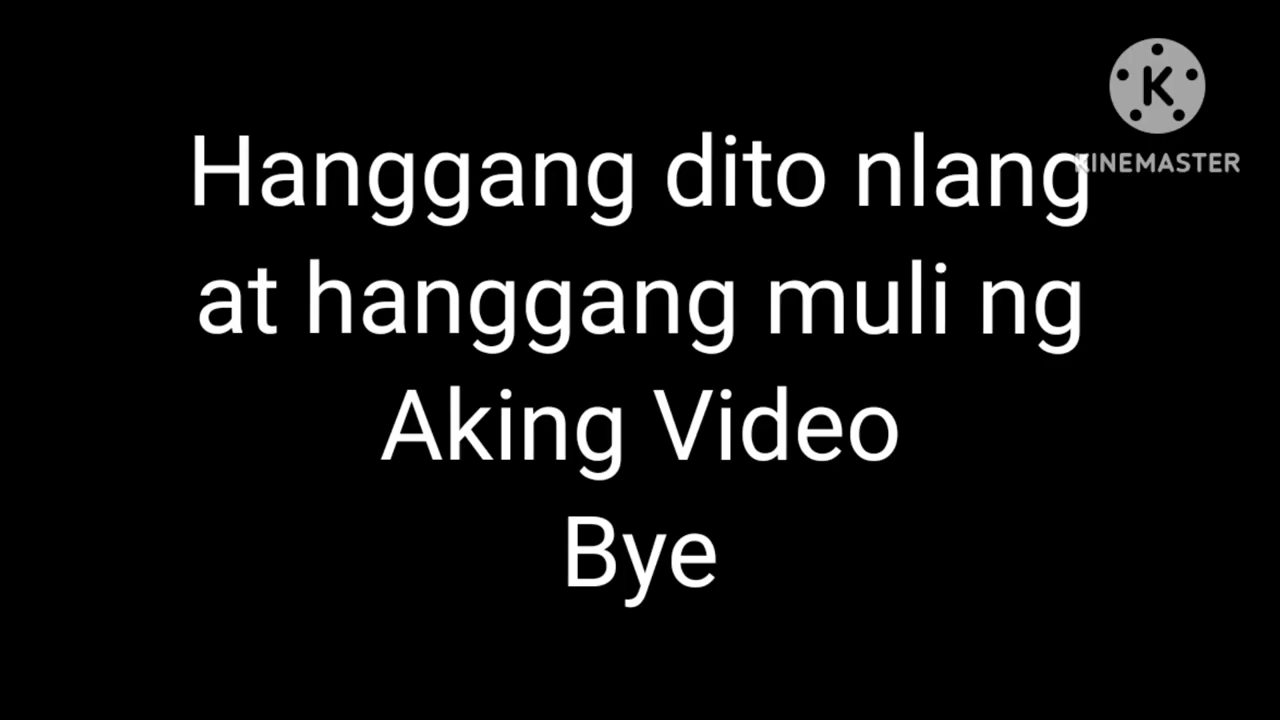 Hanggang dito nlang
at hanggang muli ng
Aking Video
Bye
K
KINEMASTER